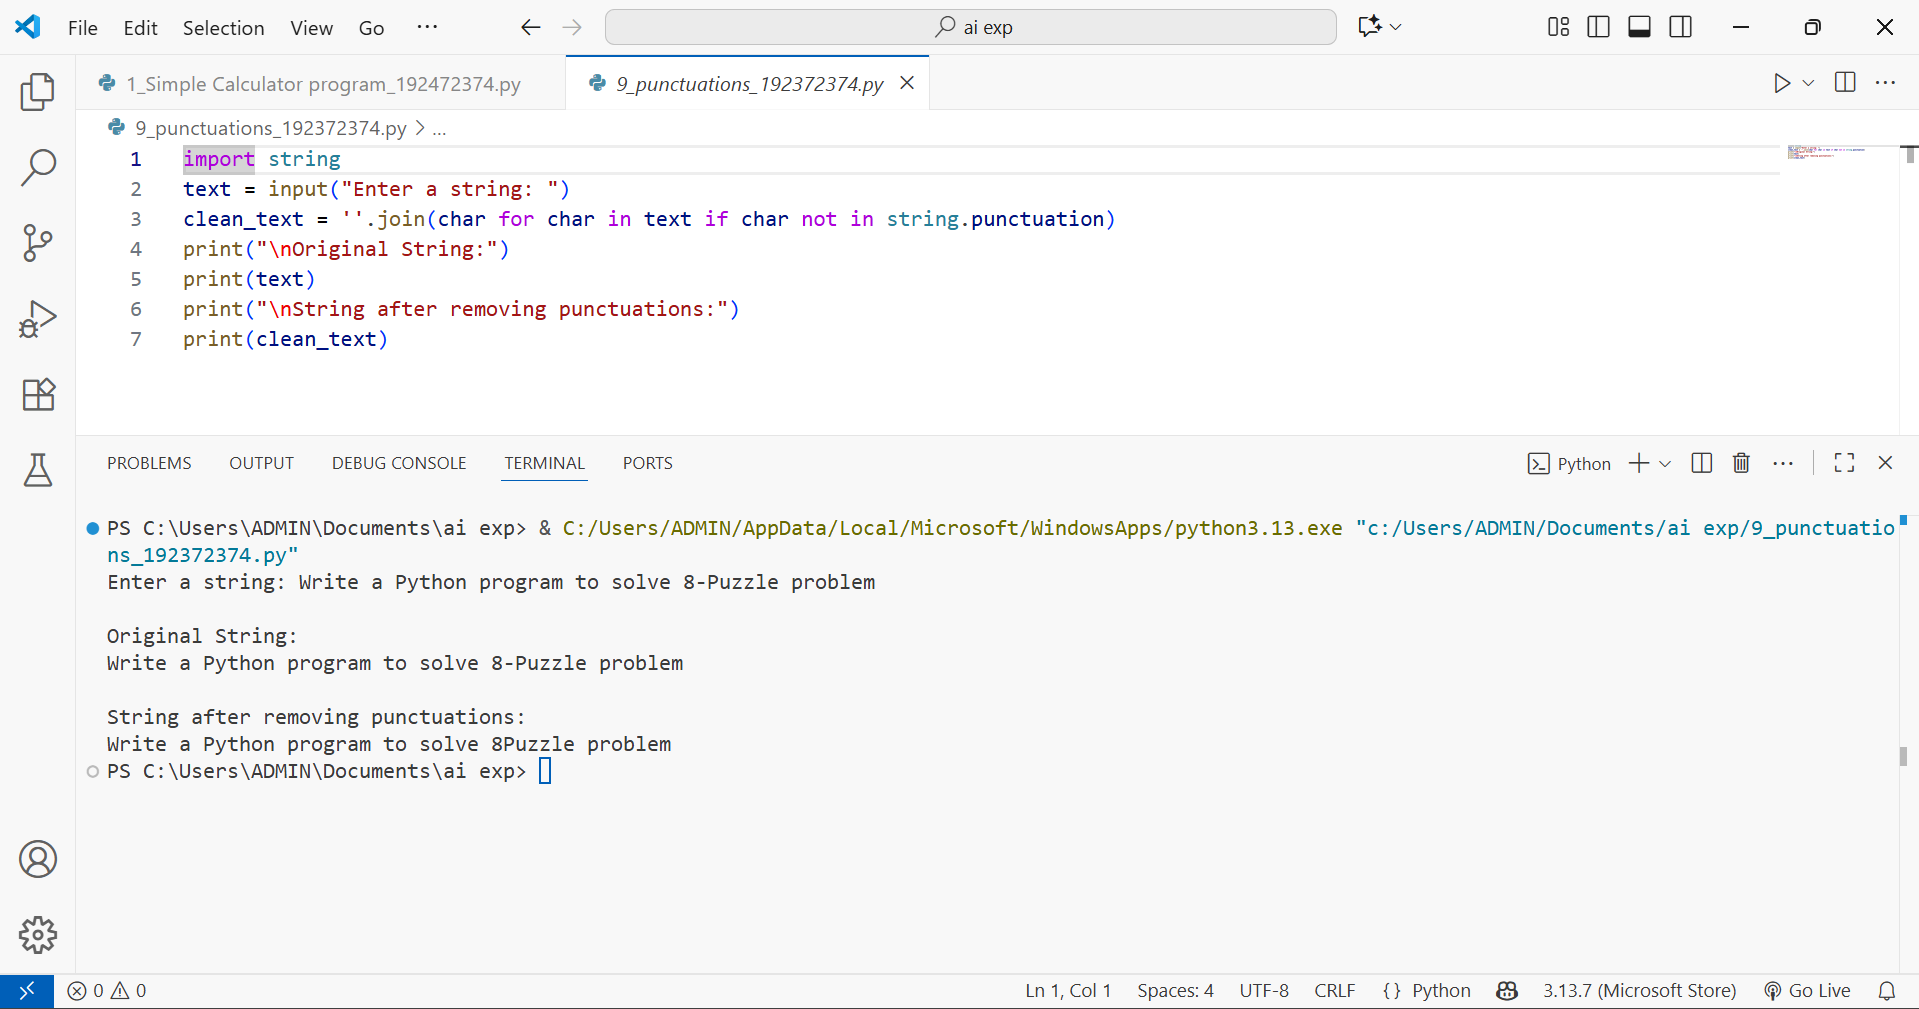 File Edit Selection View Go ···
ai exp
1_Simple Calculator program_192472374.py
9_punctuations_192372374.py
9_punctuations_192372374.py > ...
1 import string
2 text = input("Enter a string: ")
3 clean_text = ''.join(char for char in text if char not in string.punctuation)
4 print("\nOriginal String:")
5 print(text)
6 print("\nString after removing punctuations:")
7 print(clean_text)
PROBLEMS OUTPUT DEBUG CONSOLE TERMINAL PORTS
Python
PS C:\Users\ADMIN\Documents\ai exp> & C:/Users/ADMIN/AppData/Local/Microsoft/WindowsApps/python3.13.exe "c:/Users/ADMIN/Documents/ai exp/9_punctuatio
ns_192372374.py"
Enter a string: Write a Python program to solve 8-Puzzle problem
Original String:
Write a Python program to solve 8-Puzzle problem
String after removing punctuations:
Write a Python program to solve 8Puzzle problem
PS C:\Users\ADMIN\Documents\ai exp>
0 0
Ln 1, Col 1 Spaces: 4 UTF-8 CRLF {} Python 3.13.7 (Microsoft Store) Go Live